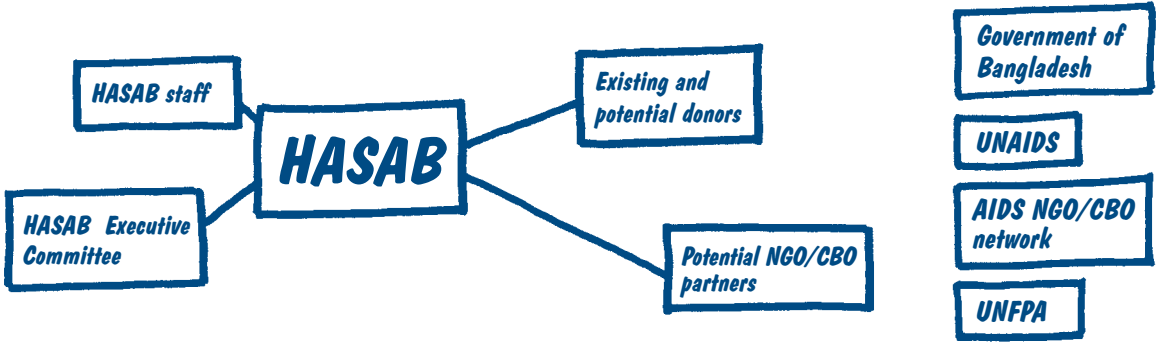 HASAB staff
HASAB Executive
Committee
HASAB
Existing and
potential donors
Potential NGO/CBO
partners
Government of
Bangladesh
UNAIDS
AIDS NGO/CBO
network
UNFPA